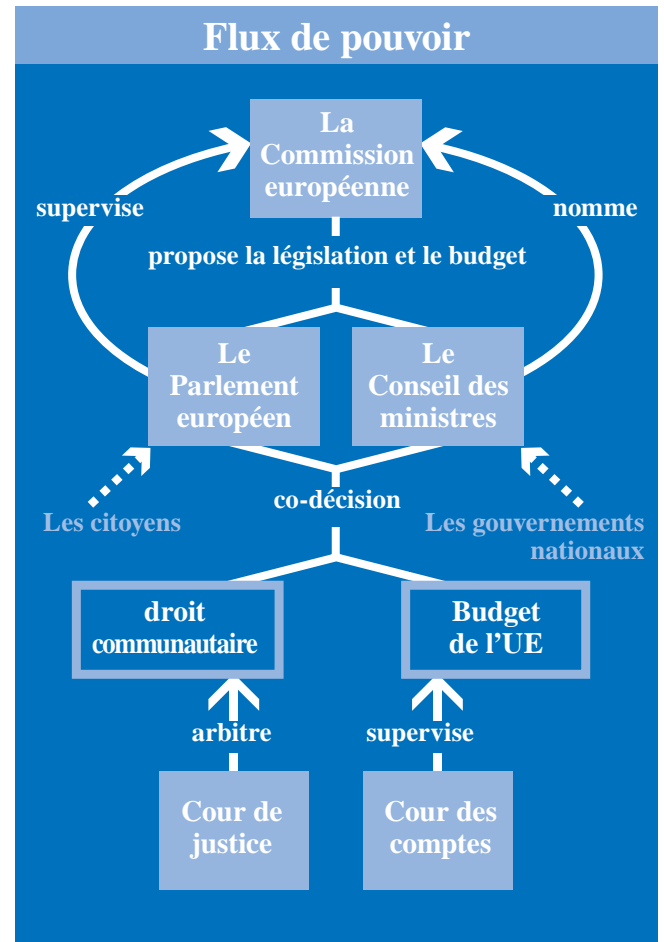 Flux de pouvoir
La
Commission
européenne
supervise
nomme
propose la législation et le budget
Le
Parlement
européen
Le
Conseil des
ministres
co-décision
Les citoyens
Les gouvernements
nationaux
droit
communautaire
Budget
de l'UE
arbitre
supervise
Cour de
justice
Cour des
comptes